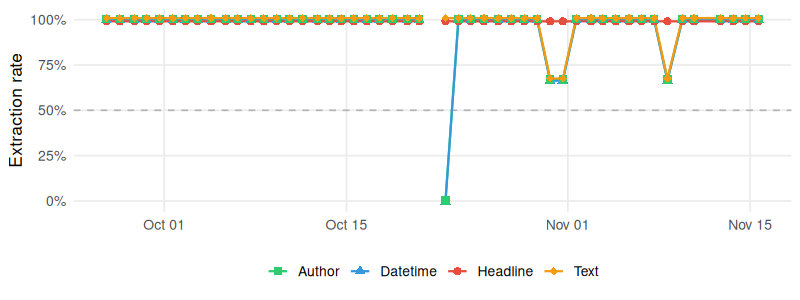 Extraction rate
100%
75%
50%
25%
0%
Oct 01 Oct 15 Nov 01 Nov 15
Author Datetime Headline Text